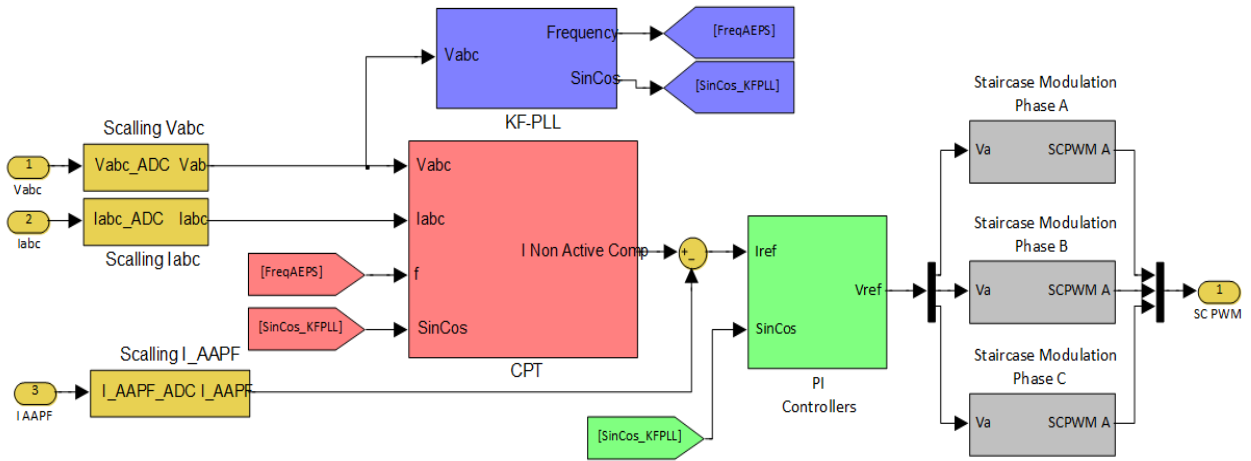 Frequency
Vabc
SinCos
KF-PLL
[FreqAEPS]
[SinCos_KFPLL]
Scalling Vabc
1
Vabc
Vabc_ADC Vab
2
Iabc
Iabc_ADC Iabc
Scalling Iabc
[FreqAEPS]
[SinCos_KFPLL]
Vabc
Iabc
f
SinCos
I Non Active Comp
CPT
Scalling I_AAPF
3
I AAPF
I_AAPF_ADC I_AAPF
+
−
Iref
Vref
SinCos
PI
Controllers
[SinCos_KFPLL]
Staircase Modulation
Phase A
Va SCPWM A
Staircase Modulation
Phase B
Va SCPWM A
Staircase Modulation
Phase C
Va SCPWM A
1
SC PWM